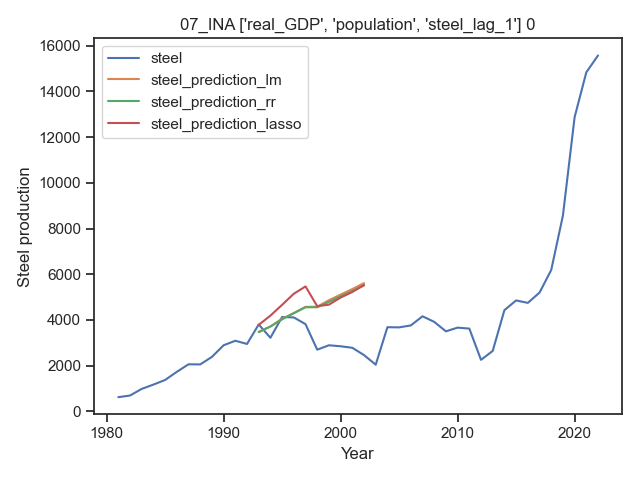 07_INA ['real_GDP', 'population', 'steel_lag_1'] 0
steel
steel_prediction_lm
steel_prediction_rr
steel_prediction_lasso
16000
14000
12000
10000
8000
6000
4000
2000
0
Steel production
1980
1990
2000
2010
2020
Year